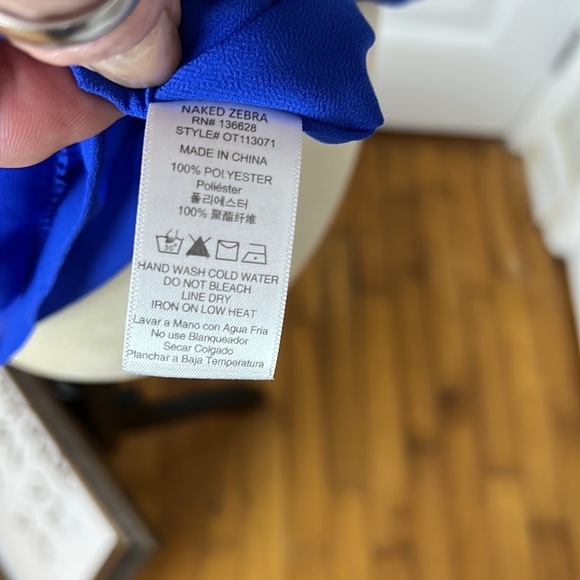 NAKED ZEBRA
RN# 136628
STYLE# OT113071
MADE IN CHINA
100% POLYESTER
Poliéster
폴리에스터
100% 聚酯纤维
30°
HAND WASH COLD WATER
DO NOT BLEACH
LINE DRY
IRON ON LOW HEAT
Lavar a Mano con Agua Fria
No use Blanqueador
Secar Colgado
Planchar a Baja Temperatura